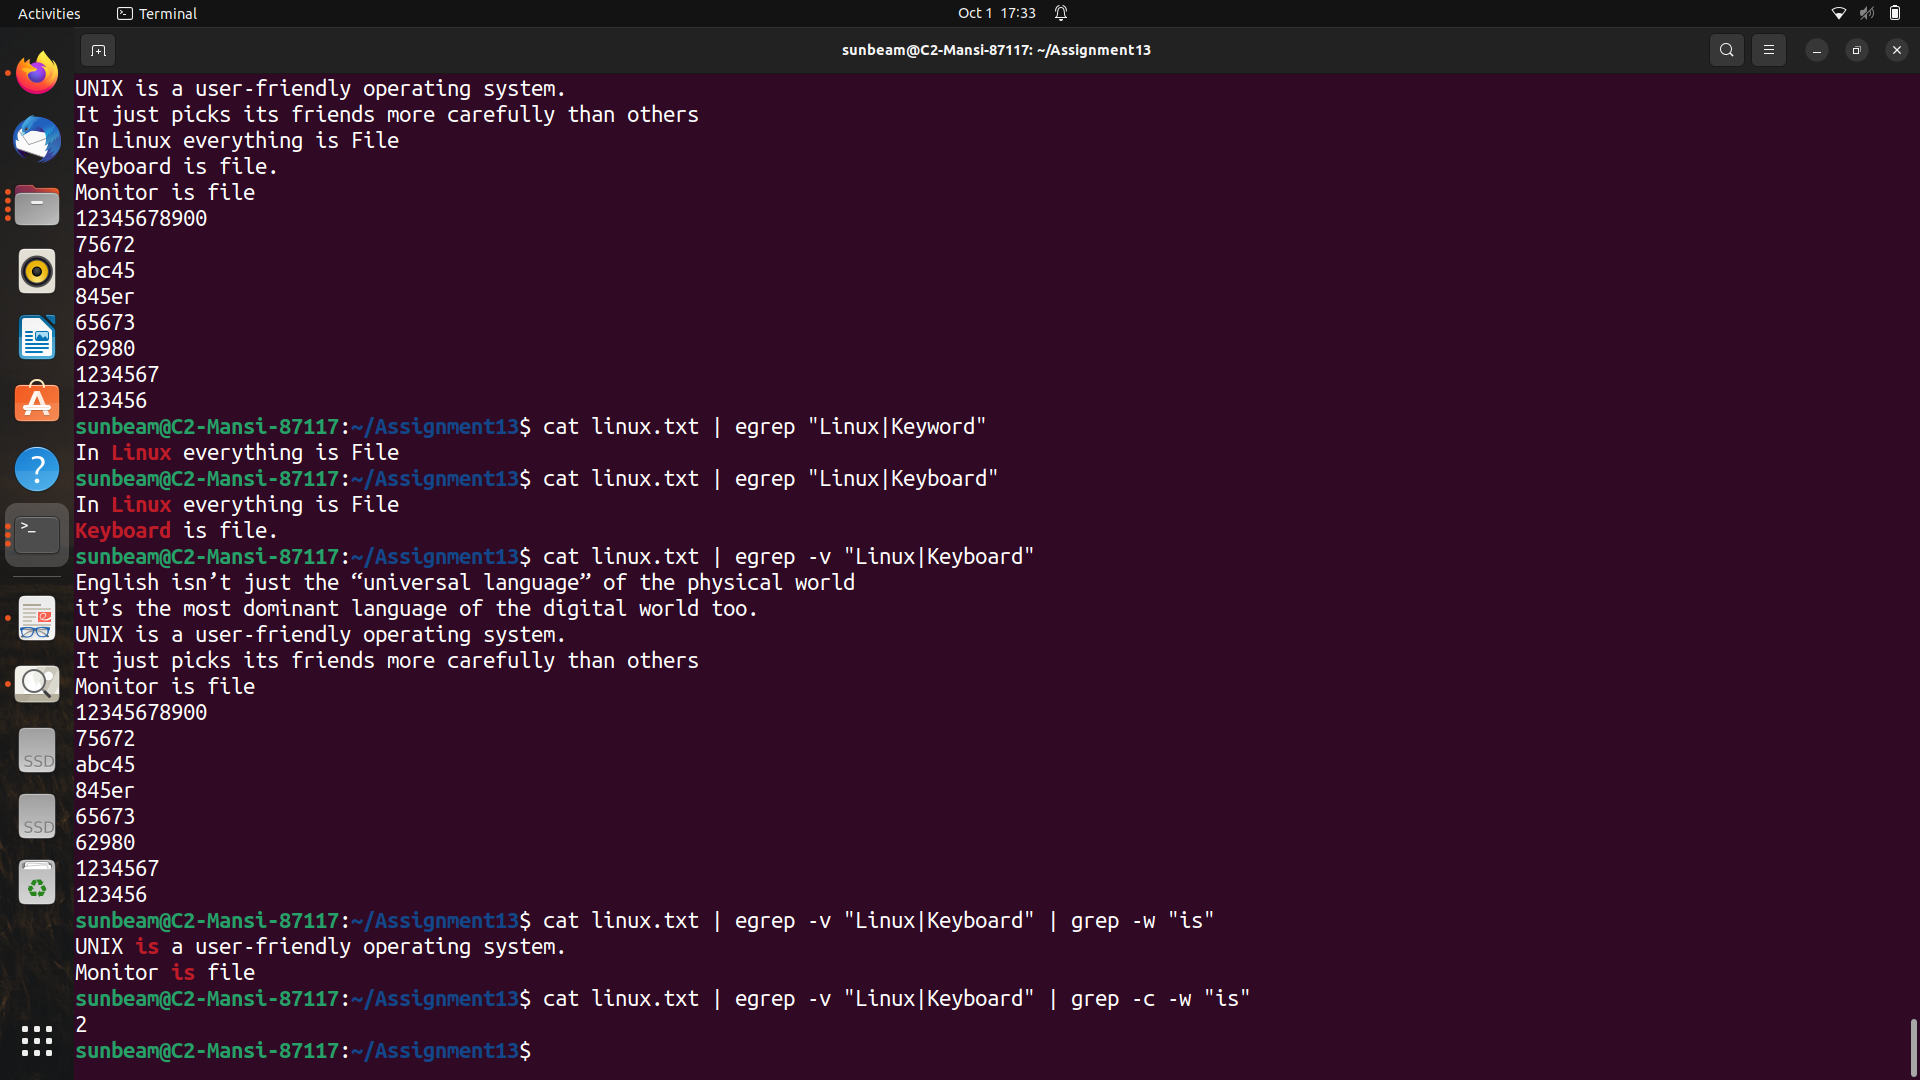 Activities
Terminal
Oct 1 17:33
sunbeam@C2-Mansi-87117: ~/Assignment13
UNIX is a user-friendly operating system.
It just picks its friends more carefully than others
In Linux everything is File
Keyboard is file.
Monitor is file
12345678900
75672
abc45
845er
65673
62980
1234567
123456
sunbeam@C2-Mansi-87117:~/Assignment13$ cat linux.txt | egrep "Linux|Keyword"
In Linux everything is File
sunbeam@C2-Mansi-87117:~/Assignment13$ cat linux.txt | egrep "Linux|Keyboard"
In Linux everything is File
Keyboard is file.
sunbeam@C2-Mansi-87117:~/Assignment13$ cat linux.txt | egrep -v "Linux|Keyboard"
English isn’t just the “universal language” of the physical world
it’s the most dominant language of the digital world too.
UNIX is a user-friendly operating system.
It just picks its friends more carefully than others
Monitor is file
12345678900
75672
abc45
845er
65673
62980
1234567
123456
sunbeam@C2-Mansi-87117:~/Assignment13$ cat linux.txt | egrep -v "Linux|Keyboard" | grep -w "is"
UNIX is a user-friendly operating system.
Monitor is file
sunbeam@C2-Mansi-87117:~/Assignment13$ cat linux.txt | egrep -v "Linux|Keyboard" | grep -c -w "is"
2
sunbeam@C2-Mansi-87117:~/Assignment13$
SSD
SSD